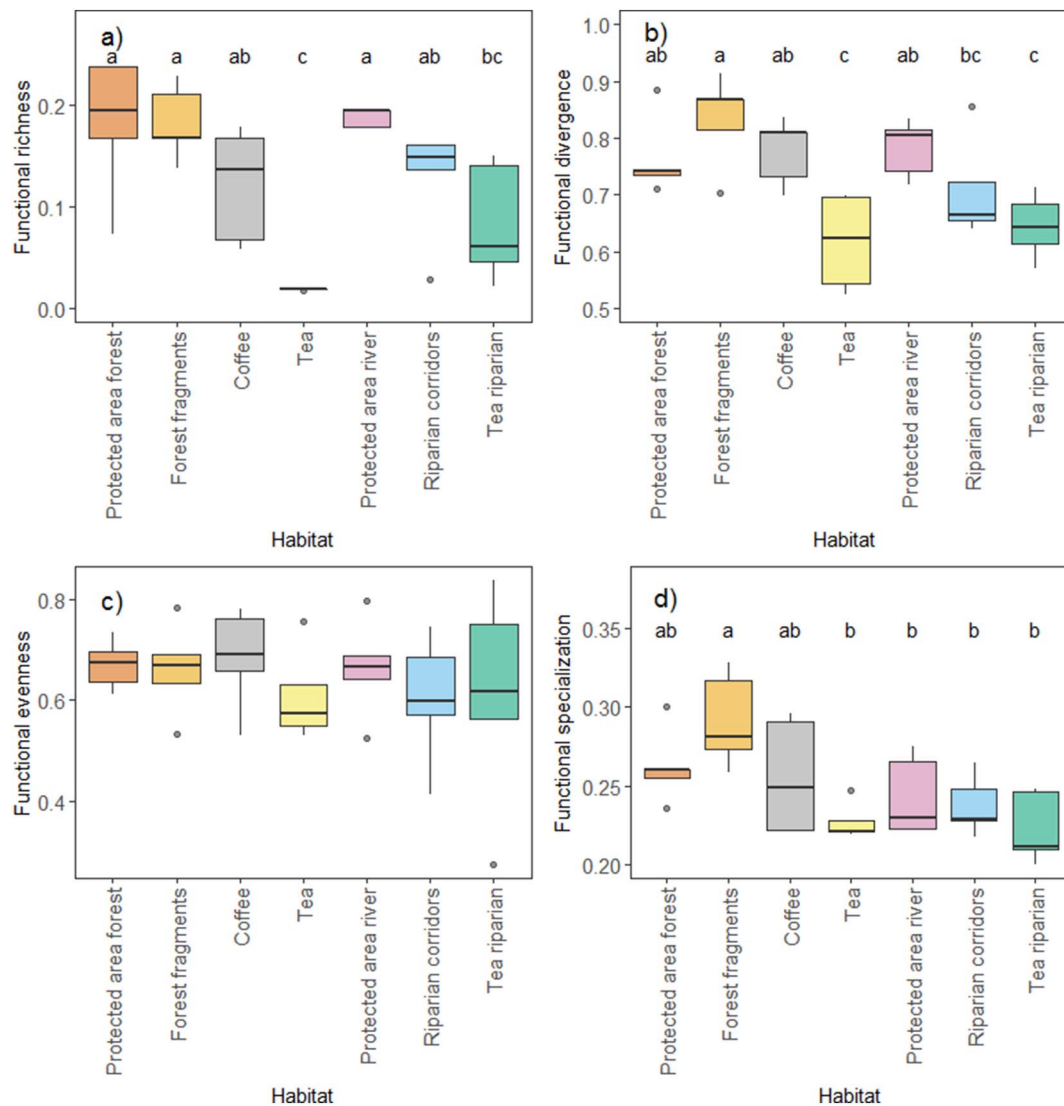 a)
a a ab c a ab bc
Functional richness
0.2
0.1
0.0
Protected area forest
Forest fragments
Coffee
Tea
Protected area river
Riparian corridors
Tea riparian
Habitat
b)
ab a ab c ab bc c
Functional divergence
1.0
0.9
0.8
0.7
0.6
0.5
Protected area forest
Forest fragments
Coffee
Tea
Protected area river
Riparian corridors
Tea riparian
Habitat
c)
Functional evenness
0.8
0.6
0.4
Protected area forest
Forest fragments
Coffee
Tea
Protected area river
Riparian corridors
Tea riparian
Habitat
d)
ab a ab b b b b
Functional specialization
0.35
0.30
0.25
0.20
Protected area forest
Forest fragments
Coffee
Tea
Protected area river
Riparian corridors
Tea riparian
Habitat